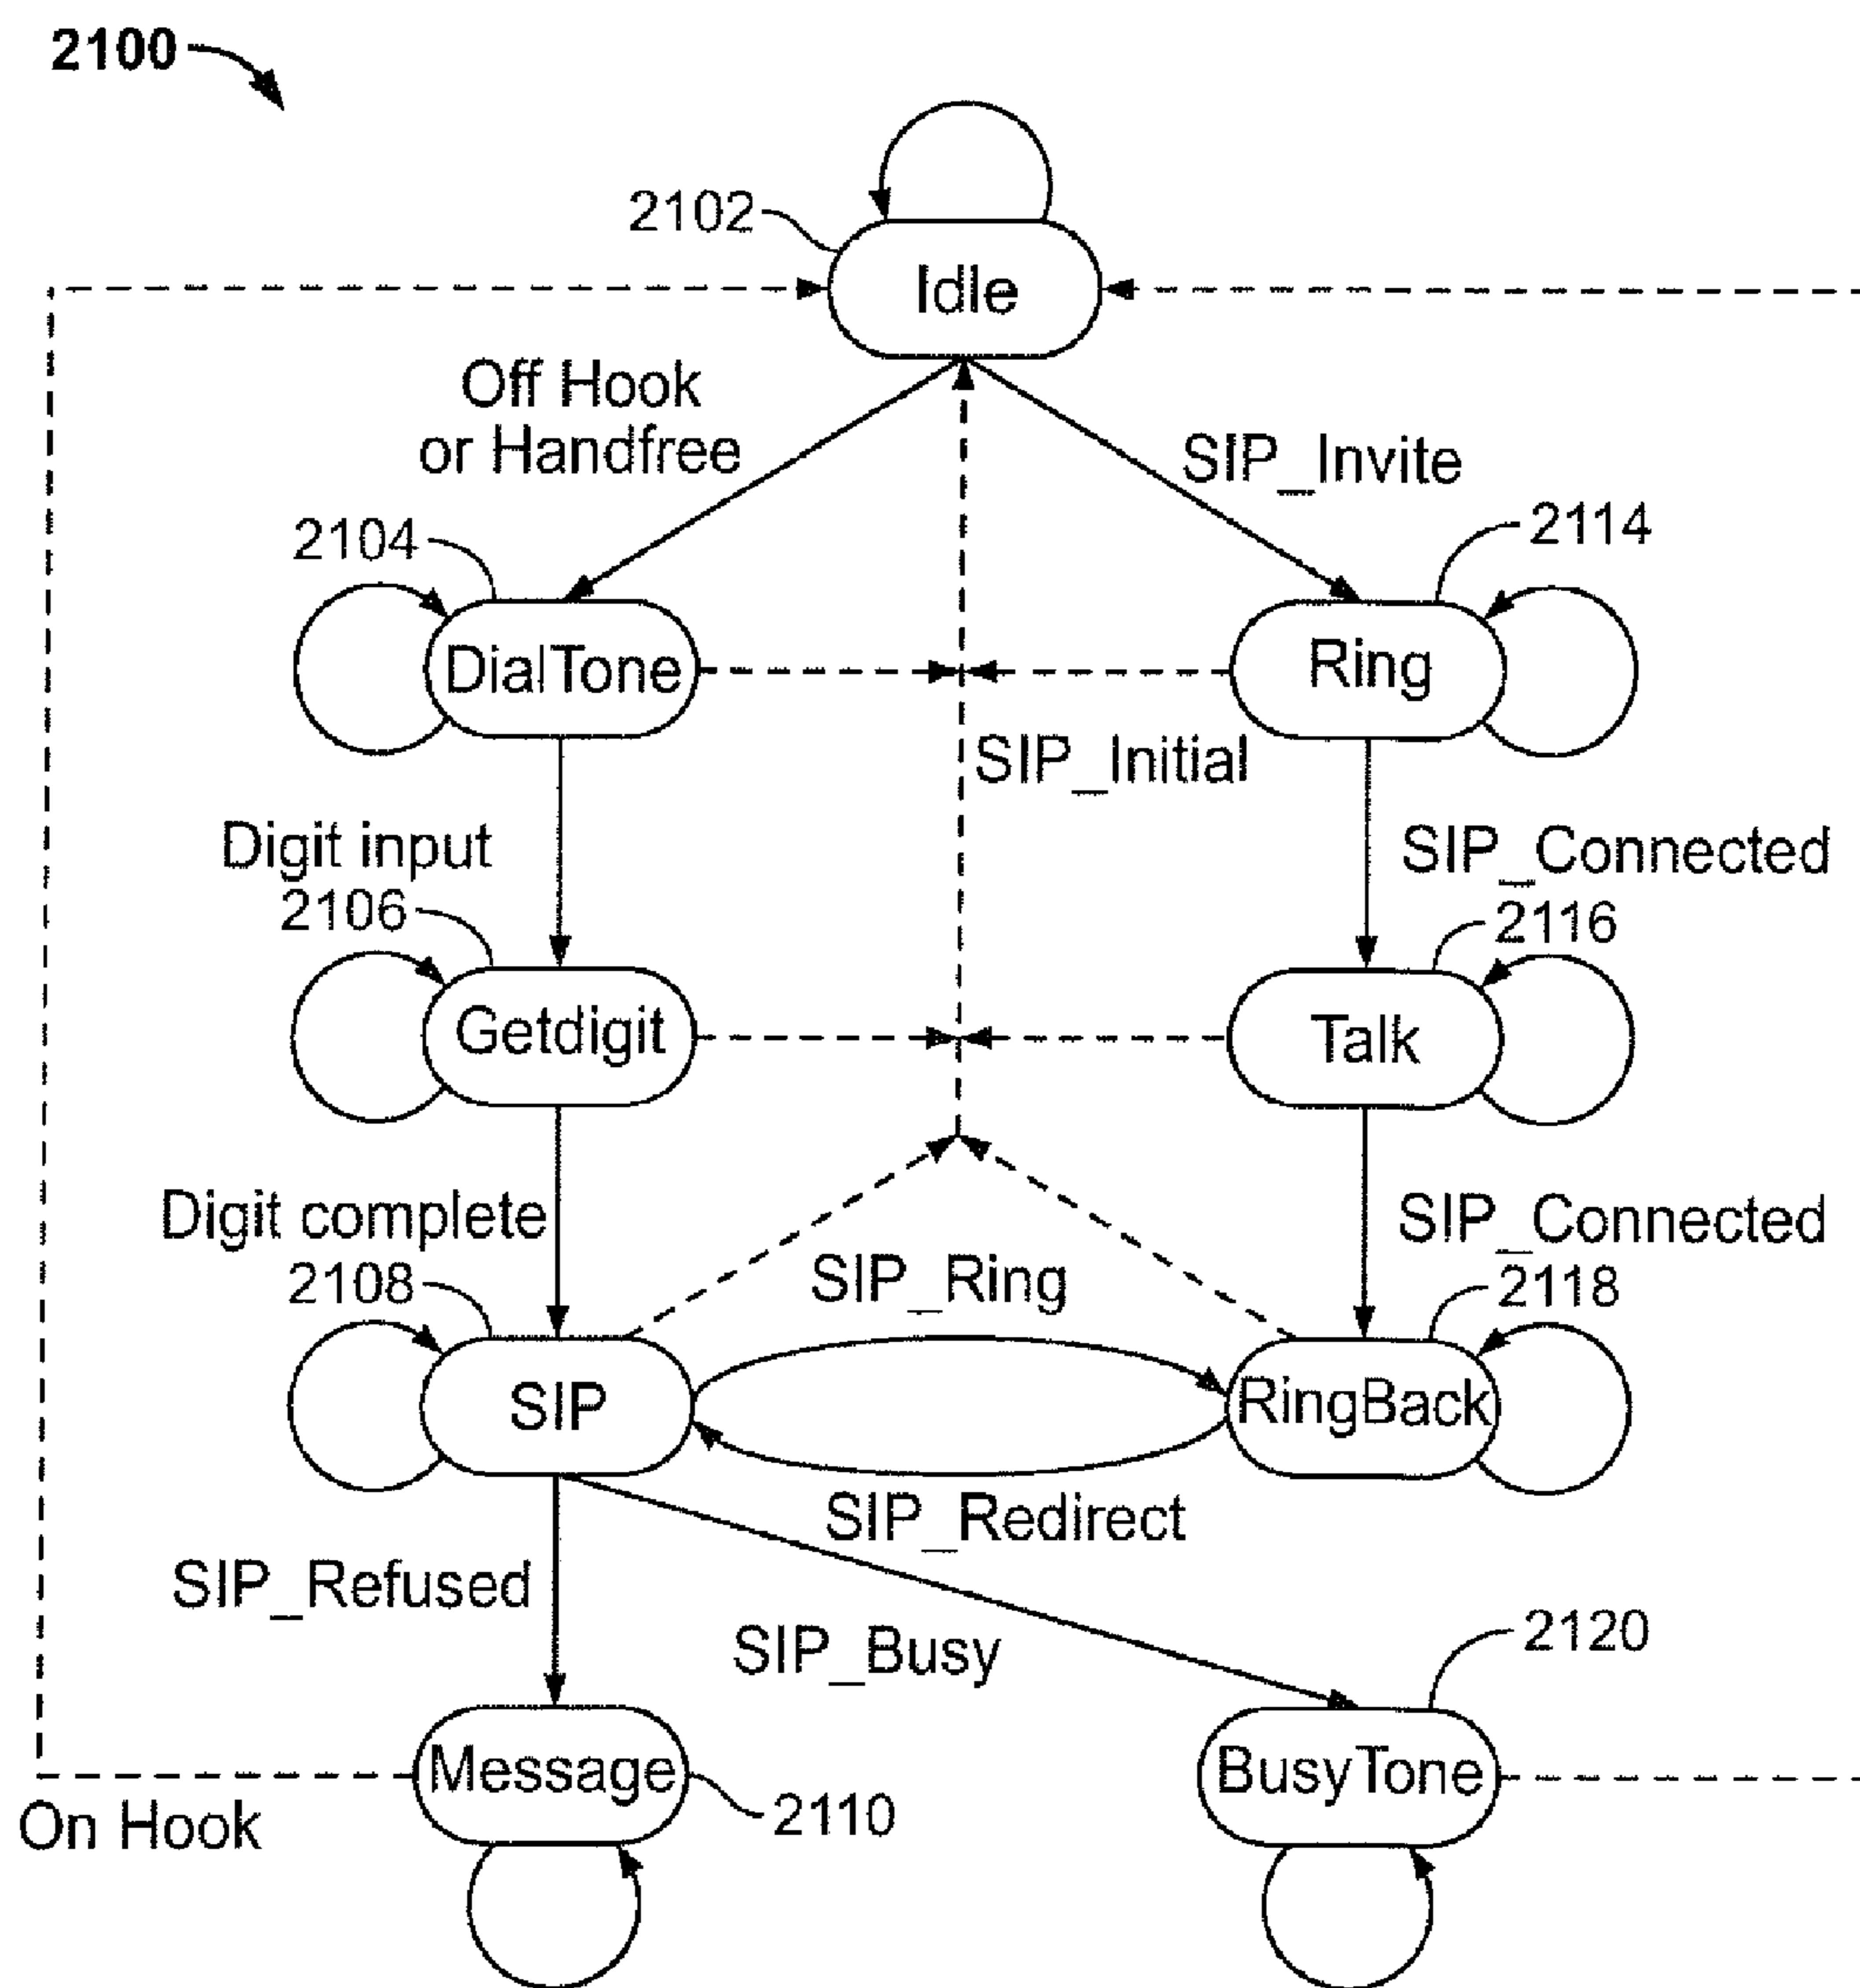 2100
2102
Idle
Off Hook
or Handfree
SIP_Invite
2104
2114
DialTone
Ring
SIP_Initial
Digit input
SIP_Connected
2106
2116
Getdigit
Talk
Digit complete
SIP_Connected
2108
SIP_Ring
2118
SIP
RingBack
SIP_Redirect
SIP_Refused
SIP_Busy
2120
Message
BusyTone
On Hook
2110